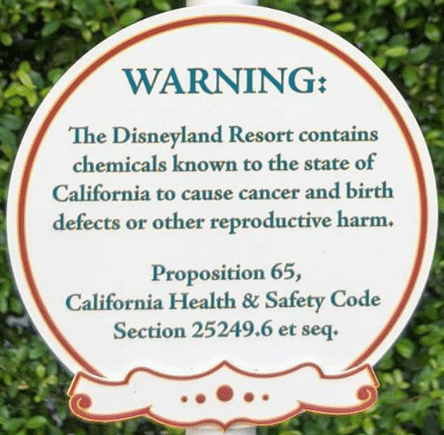 WARNING:
The Disneyland Resort contains
chemicals known to the state of
California to cause cancer and birth
defects or other reproductive harm.
Proposition 65,
California Health & Safety Code
Section 25249.6 et seq.